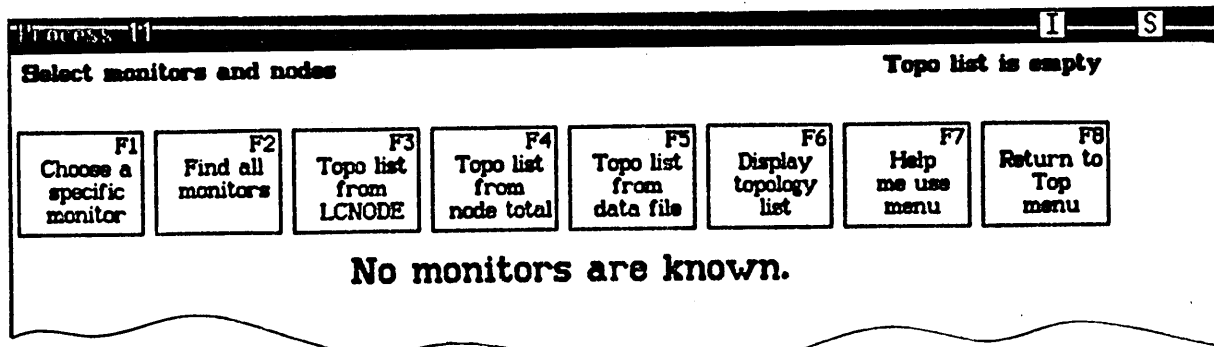 Process 11
I S
Select monitors and nodes
Topo list is empty
F1
Choose a
specific
monitor
F2
Find all
monitors
F3
Topo list
from
LCNODE
F4
Topo list
from
node total
F5
Topo list
from
data file
F6
Display
topology
list
F7
Help
me use
menu
F8
Return to
Top
menu
No monitors are known.